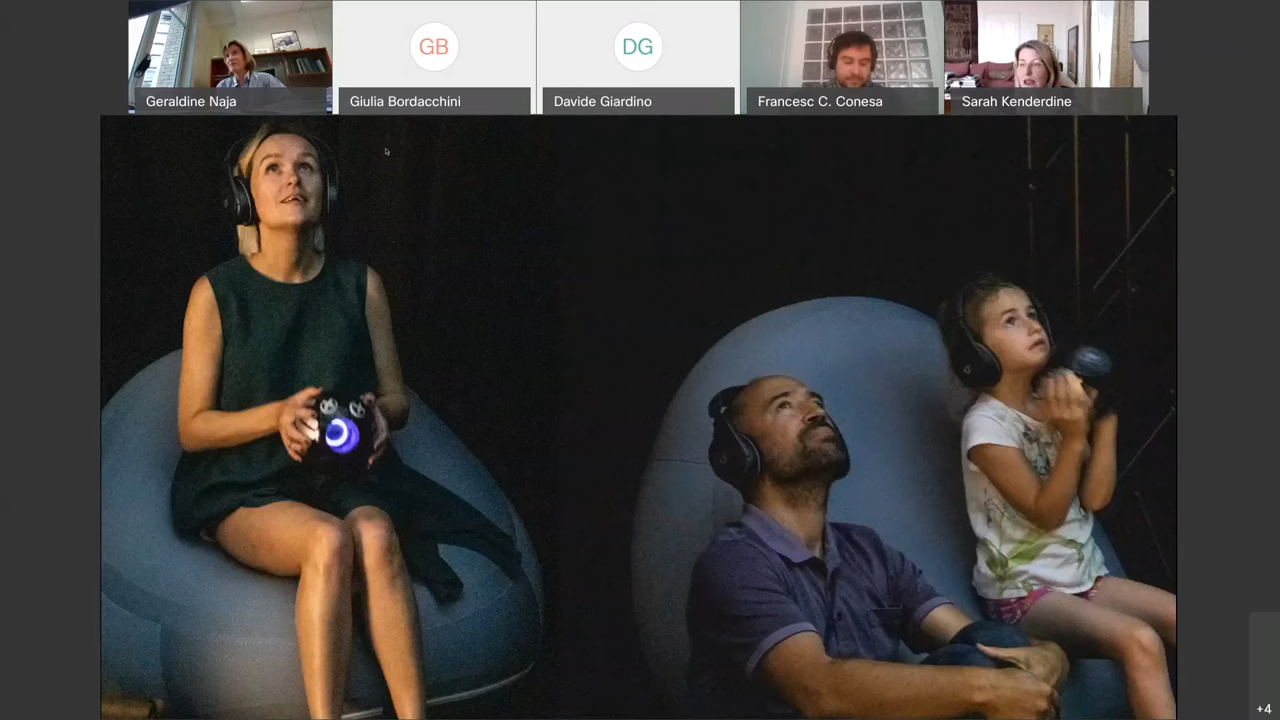 GB
DG
Geraldine Naja
Giulia Bordacchini
Davide Giardino
Francesc C. Conesa
Sarah Kenderdine
+4